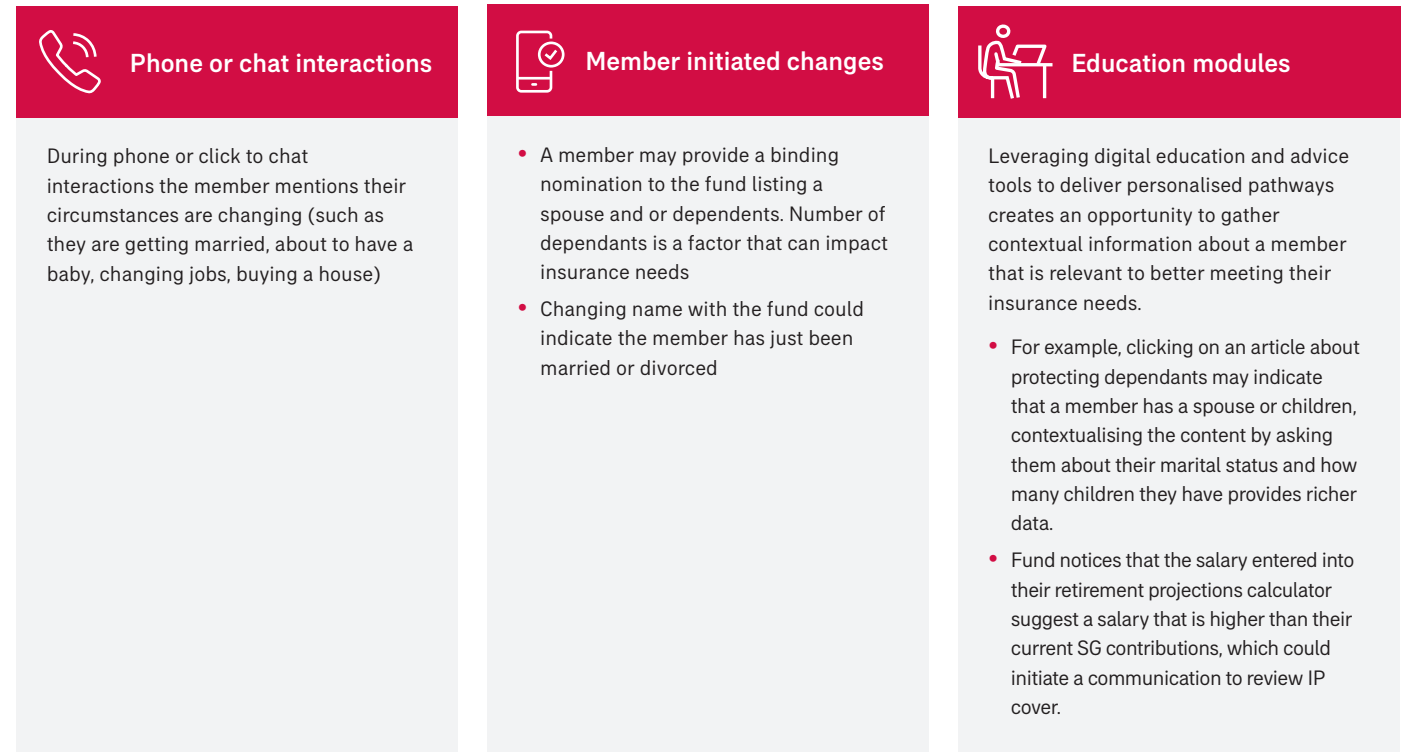 Phone or chat interactions
During phone or click to chat
interactions the member mentions their
circumstances are changing (such as
they are getting married, about to have a
baby, changing jobs, buying a house)
Member initiated changes
• A member may provide a binding
nomination to the fund listing a
spouse and or dependents. Number of
dependants is a factor that can impact
insurance needs
• Changing name with the fund could
indicate the member has just been
married or divorced
Education modules
Leveraging digital education and advice
tools to deliver personalised pathways
creates an opportunity to gather
contextual information about a member
that is relevant to better meeting their
insurance needs.
• For example, clicking on an article about
protecting dependants may indicate
that a member has a spouse or children,
contextualising the content by asking
them about their marital status and how
many children they have provides richer
data.
• Fund notices that the salary entered into
their retirement projections calculator
suggest a salary that is higher than their
current SG contributions, which could
initiate a communication to review IP
cover.